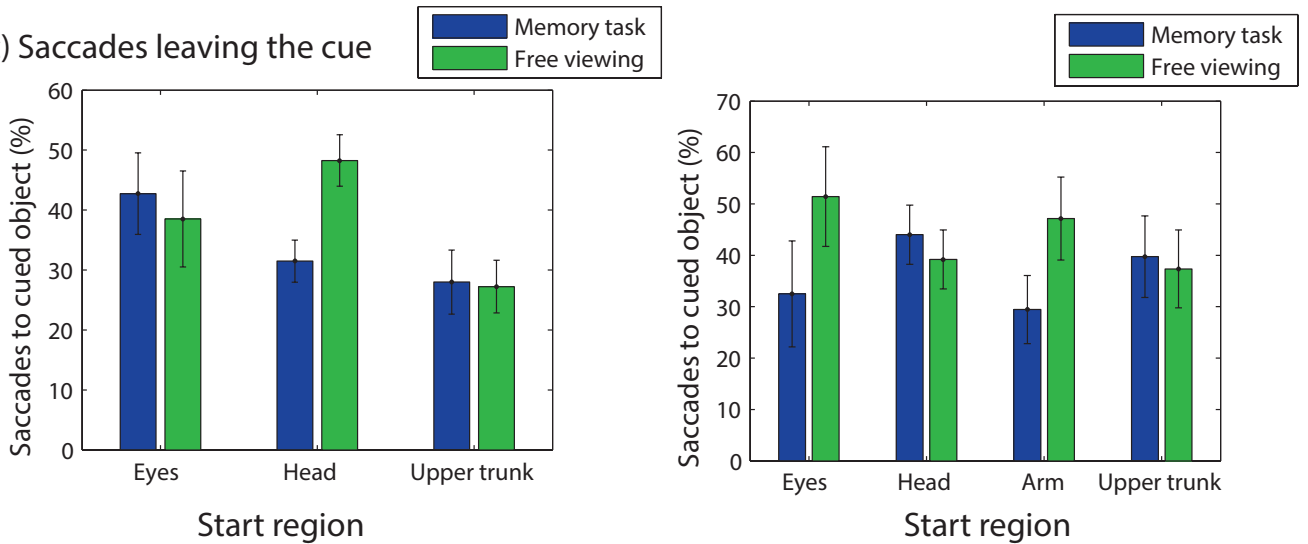 ) Saccades leaving the cue
Memory task
Free viewing
60
50
40
30
20
10
0
Saccades to cued object (%)
Eyes Head Upper trunk
Start region
Memory task
Free viewing
70
60
50
40
30
20
10
0
Saccades to cued object (%)
Eyes Head Arm Upper trunk
Start region